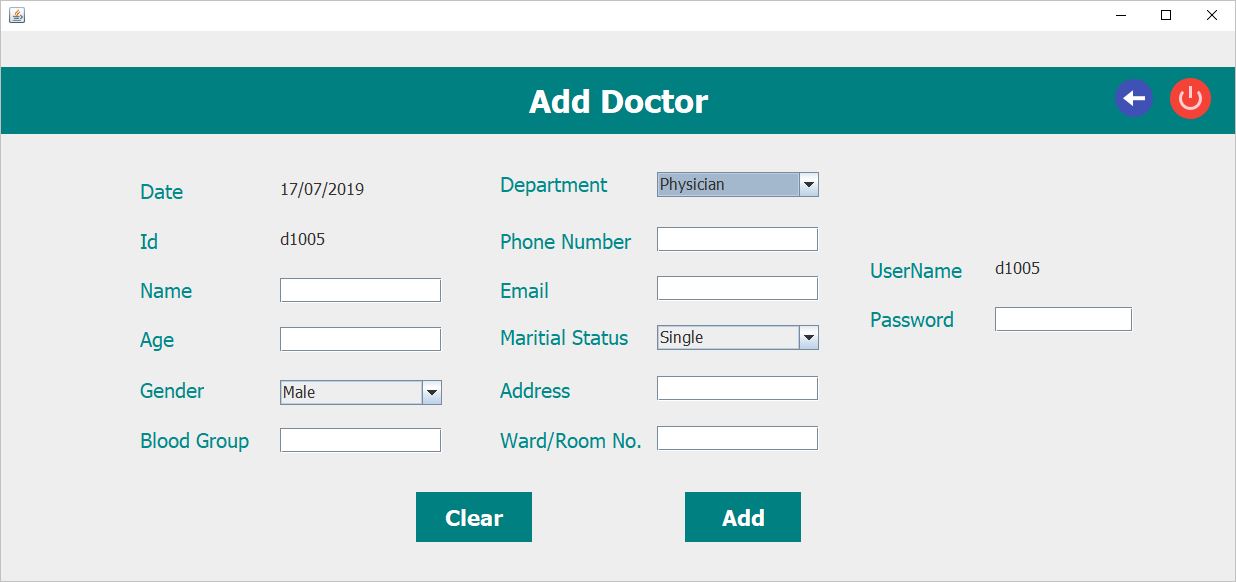 Add Doctor
Date 17/07/2019
Id d1005
Name
Age
Gender Male
Blood Group
Department Physician
Phone Number
Email
Maritial Status Single
Address
Ward/Room No.
UserName d1005
Password
Clear
Add